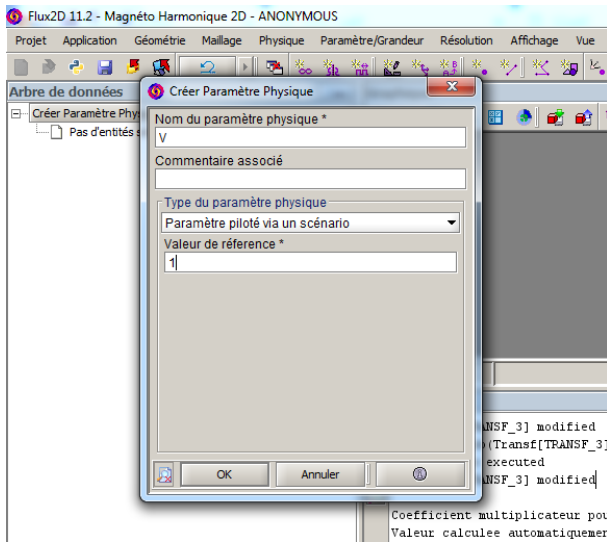 Flux2D 11.2 - Magnéto Harmonique 2D - ANONYMOUS
Projet Application Géométrie Maillage Physique Paramètre/Grandeur Résolution Affichage Vue
Arbre de données
Créer Paramètre Phy
Pas d'entités s
Créer Paramètre Physique
Nom du paramètre physique *
V
Commentaire associé
Type du paramètre physique
Paramètre piloté via un scénario
Valeur de réference *
1
OK Annuler
NSF_3] modified
(Transf[TRANSF_3]
executed
NSF_3] modified
Coefficient multiplicateur pou
Valeur calculee automatiquemen